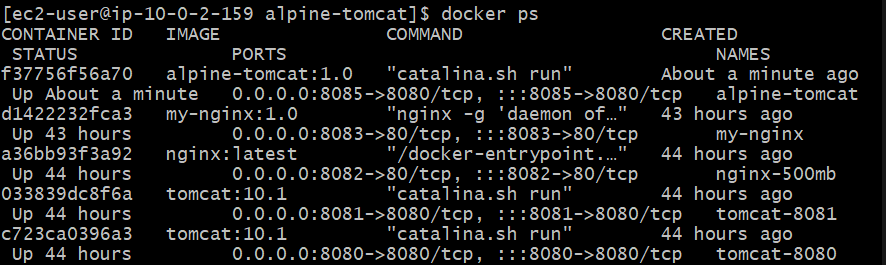 [ec2-user@ip-10-0-2-159 alpine-tomcat]$ docker ps
CONTAINER ID   IMAGE               COMMAND                  CREATED
 STATUS              PORTS                                       NAMES
f37756f56a70   alpine-tomcat:1.0   "catalina.sh run"        About a minute ago
 Up About a minute   0.0.0.0:8085->8080/tcp, :::8085->8080/tcp   alpine-tomcat
d1422232fca3   my-nginx:1.0        "nginx -g 'daemon of…"   43 hours ago
 Up 43 hours         0.0.0.0:8083->80/tcp, :::8083->80/tcp       my-nginx
a36bb93f3a92   nginx:latest        "/docker-entrypoint.…"   44 hours ago
 Up 44 hours         0.0.0.0:8082->80/tcp, :::8082->80/tcp       nginx-500mb
033839dc8f6a   tomcat:10.1         "catalina.sh run"        44 hours ago
 Up 44 hours         0.0.0.0:8081->8080/tcp, :::8081->8080/tcp   tomcat-8081
c723ca0396a3   tomcat:10.1         "catalina.sh run"        44 hours ago
 Up 44 hours         0.0.0.0:8080->8080/tcp, :::8080->8080/tcp   tomcat-8080